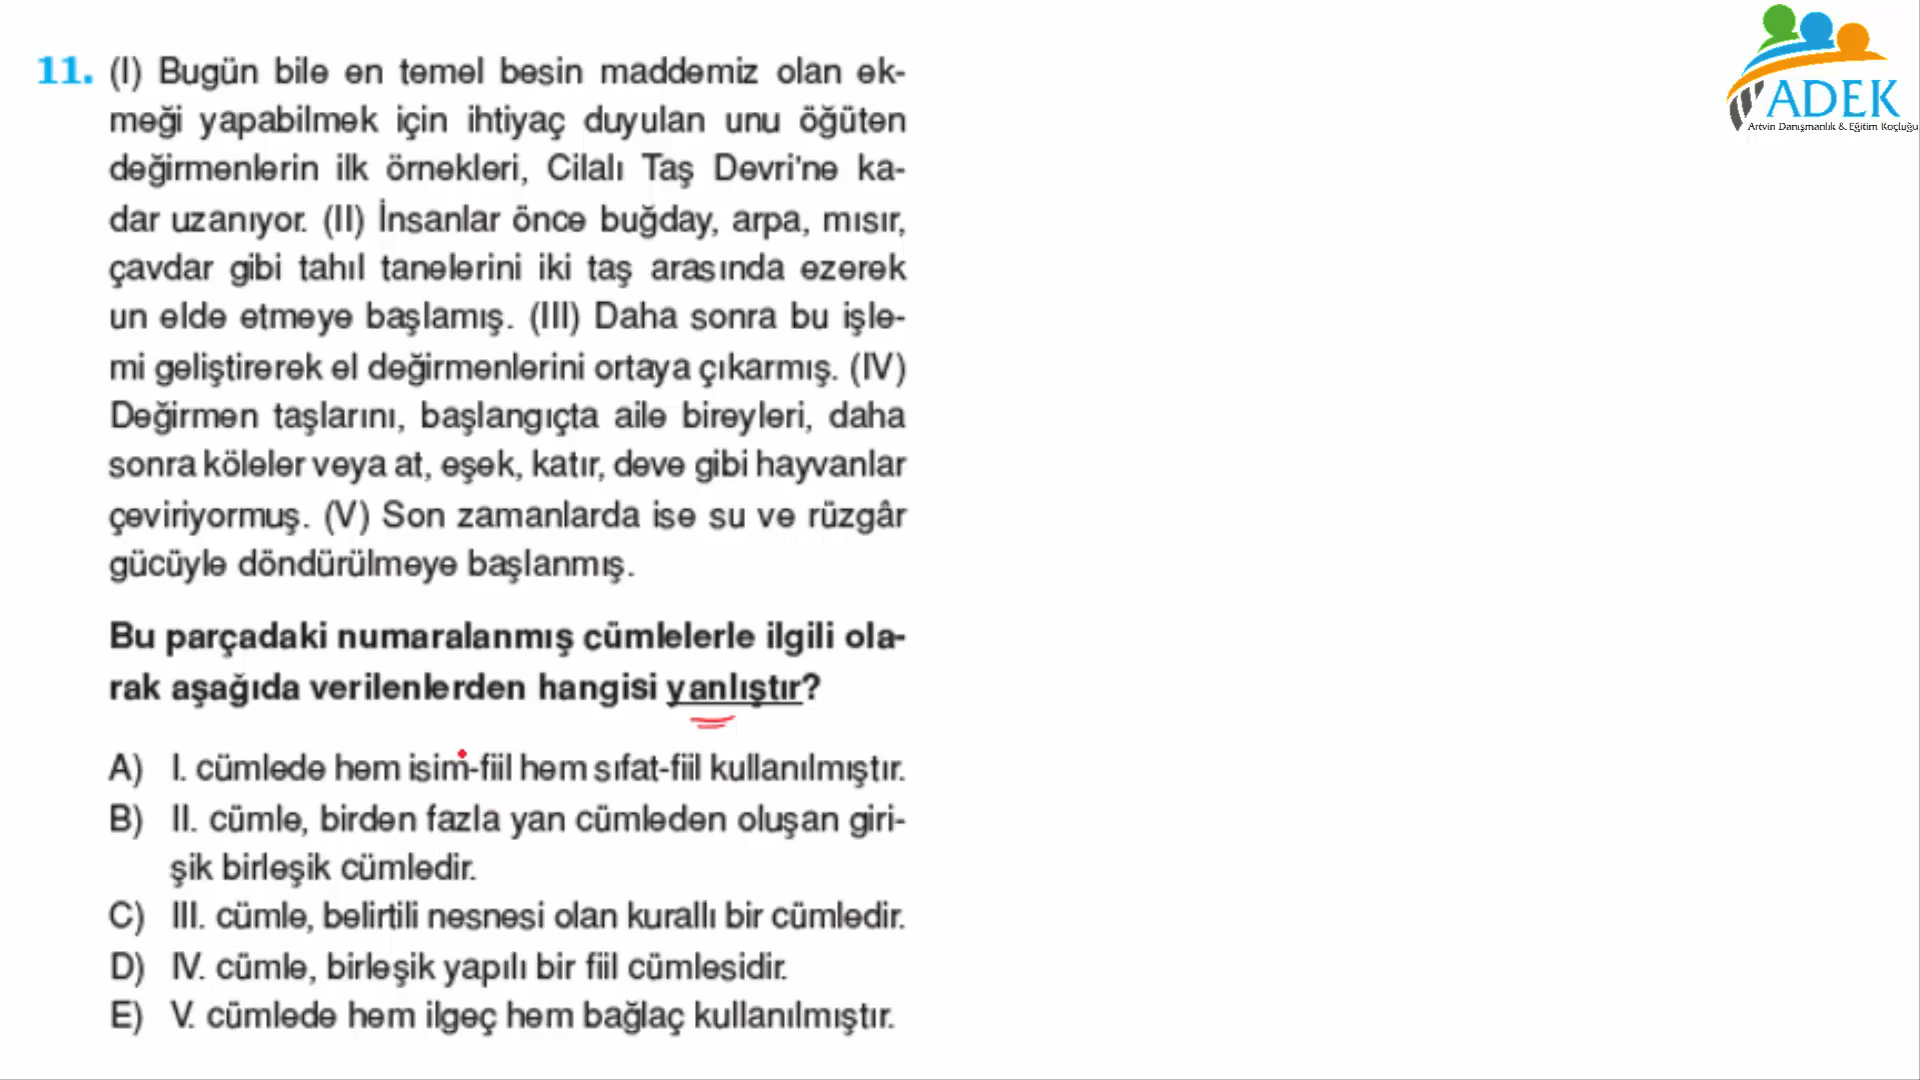 11. (I) Bugün bile en temel besin maddemiz olan ek-
meği yapabilmek için ihtiyaç duyulan unu öğüten
değirmenlerin ilk örnekleri, Cilalı Taş Devri'ne ka-
dar uzanıyor. (II) İnsanlar önce buğday, arpa, mısır,
çavdar gibi tahıl tanelerini iki taş arasında ezerek
un elde etmeye başlamış. (III) Daha sonra bu işle-
mi geliştirerek el değirmenlerini ortaya çıkarmış. (IV)
Değirmen taşlarını, başlangıçta aile bireyleri, daha
sonra köleler veya at, eşek, katır, deve gibi hayvanlar
çeviriyormuş. (V) Son zamanlarda ise su ve rüzgâr
gücüyle döndürülmeye başlanmış.
Bu parçadaki numaralanmış cümlelerle ilgili ola-
rak aşağıda verilenlerden hangisi yanlıştır?
A) I. cümlede hem isim-fiil hem sıfat-fiil kullanılmıştır.
B) II. cümle, birden fazla yan cümleden oluşan giri-
şik birleşik cümledir.
C) III. cümle, belirtili nesnesi olan kurallı bir cümledir.
D) IV. cümle, birleşik yapılı bir fiil cümlesidir.
E) V. cümlede hem ilgeç hem bağlaç kullanılmıştır.
ADEK
Artvin Danışmanlık & Eğitim Koçluğu